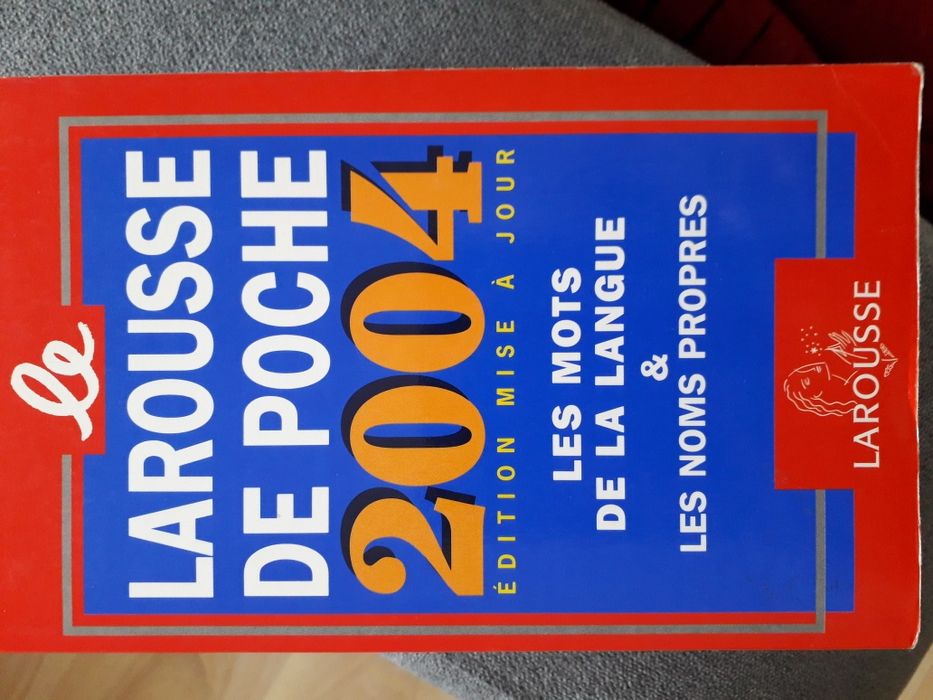 le
LAROUSSE
DE POCHE
2004
ÉDITION MISE À JOUR
LES MOTS
DE LA LANGUE
&
LES NOMS PROPRES
LAROUSSE